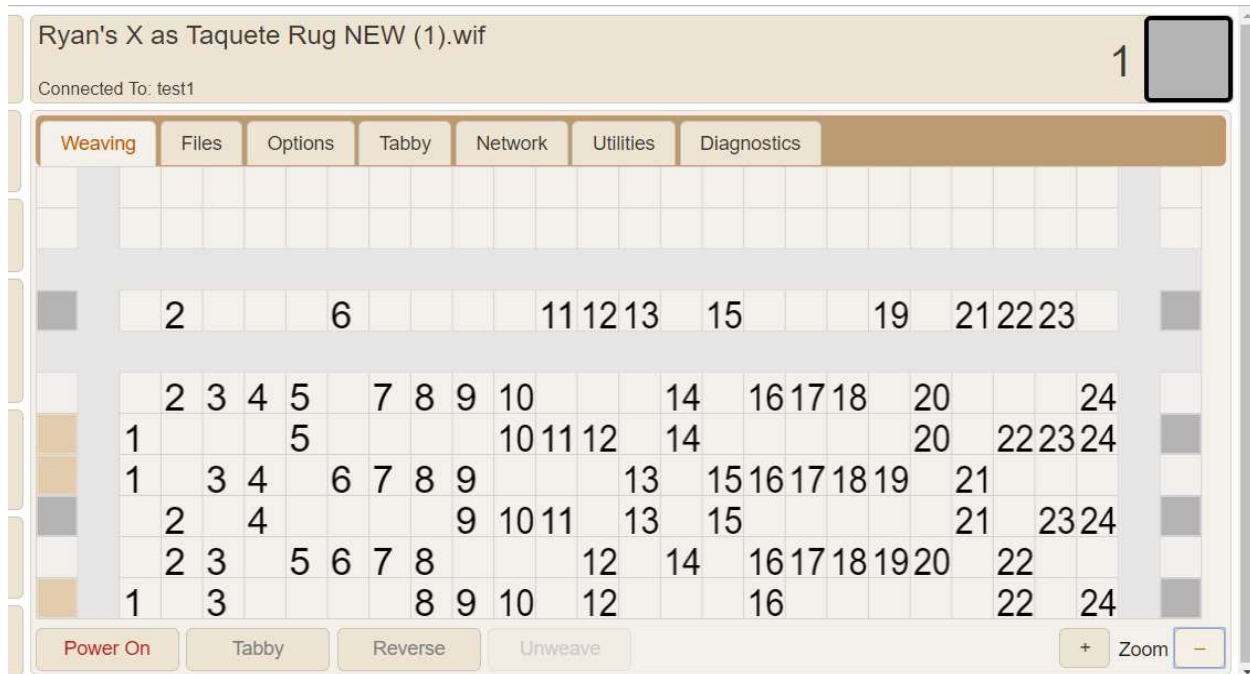 Ryan's X as Taquete Rug NEW (1).wif
1
Connected To: test1
Weaving Files Options Tabby Network Utilities Diagnostics
2 6 11 12 13 15 19 21 22 23
2 3 4 5 7 8 9 10 14 16 17 18 20 24
1 5 10 11 12 14 20 22 23 24
1 3 4 6 7 8 9 13 15 16 17 18 19 21
2 4 9 10 11 13 15 21 23 24
2 3 5 6 7 8 12 14 16 17 18 19 20 22
1 3 8 9 10 12 16 22 24
Power On Tabby Reverse Unweave + Zoom −